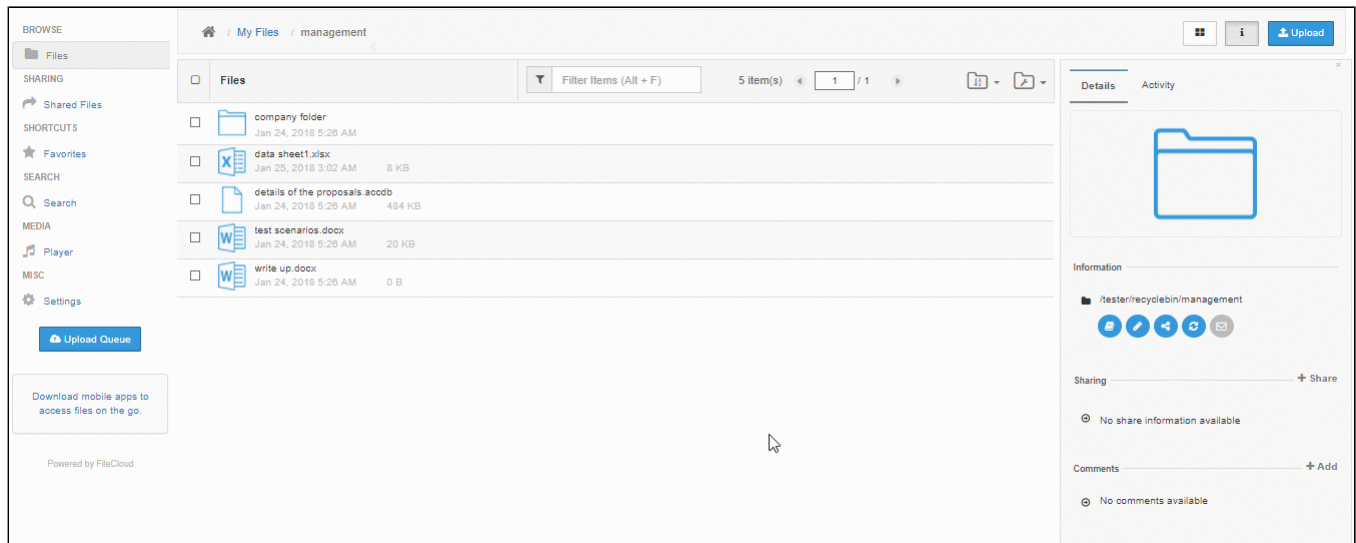 BROWSE
Files
SHARING
Shared Files
SHORTCUTS
Favorites
SEARCH
Search
MEDIA
Player
MISC
Settings
Upload Queue
Download mobile apps to
access files on the go.
Powered by FileCloud
/ My Files / management
i
Upload
Files
Filter Items (Alt + F)
5 item(s)
1 / 1
company folder
Jan 24, 2018 5:26 AM
data sheet1.xlsx
Jan 25, 2018 3:02 AM 8 KB
details of the proposals.accdb
Jan 24, 2018 5:26 AM 484 KB
test scenarios.docx
Jan 24, 2018 5:26 AM 20 KB
write up.docx
Jan 24, 2018 5:26 AM 0 B
Details Activity
Information
/tester/recyclebin/management
Sharing + Share
No share information available
Comments + Add
No comments available